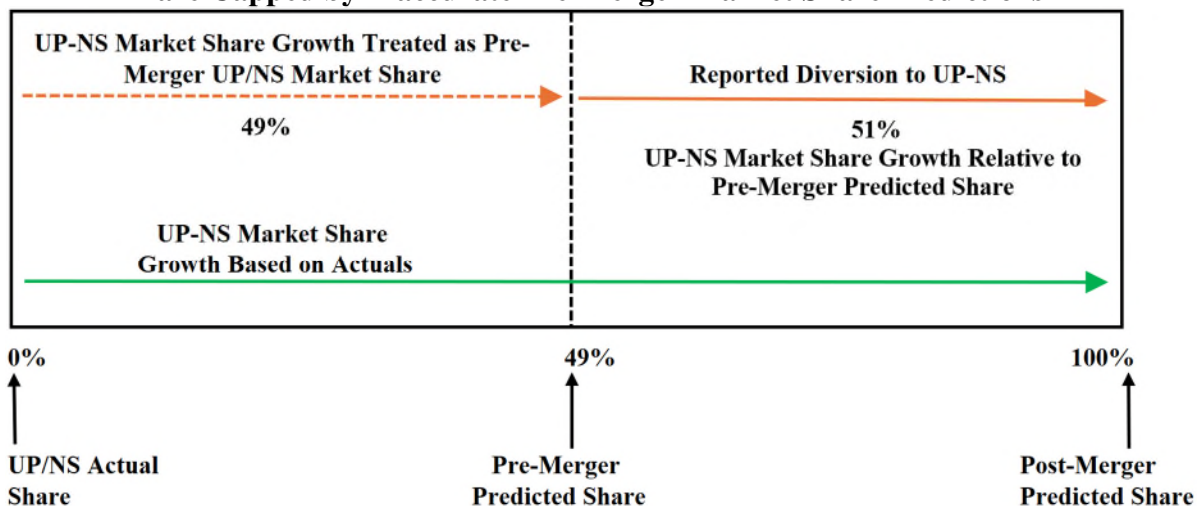 UP-NS Market Share Growth Treated as Pre-
Merger UP/NS Market Share
49%
Reported Diversion to UP-NS
51%
UP-NS Market Share Growth Relative to
Pre-Merger Predicted Share
UP-NS Market Share
Growth Based on Actuals
0%
49%
100%
UP/NS Actual
Share
Pre-Merger
Predicted Share
Post-Merger
Predicted Share